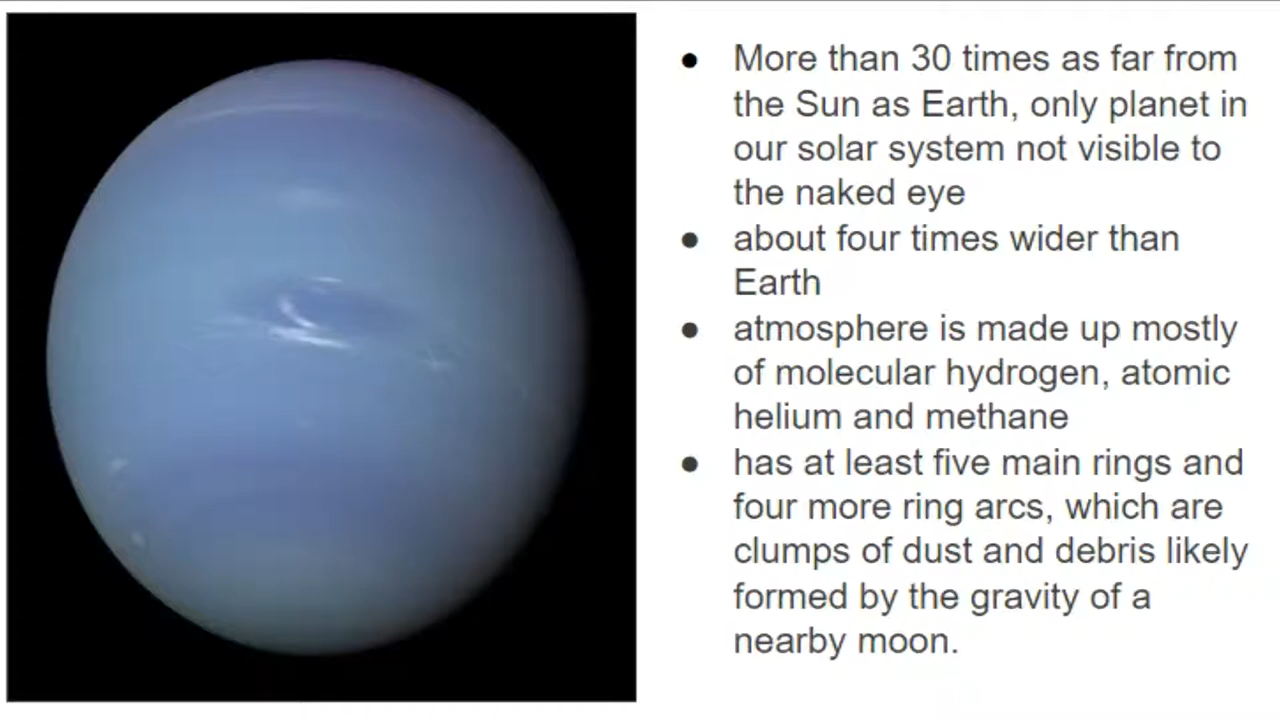 ● More than 30 times as far from
the Sun as Earth, only planet in
our solar system not visible to
the naked eye
● about four times wider than
Earth
● atmosphere is made up mostly
of molecular hydrogen, atomic
helium and methane
● has at least five main rings and
four more ring arcs, which are
clumps of dust and debris likely
formed by the gravity of a
nearby moon.